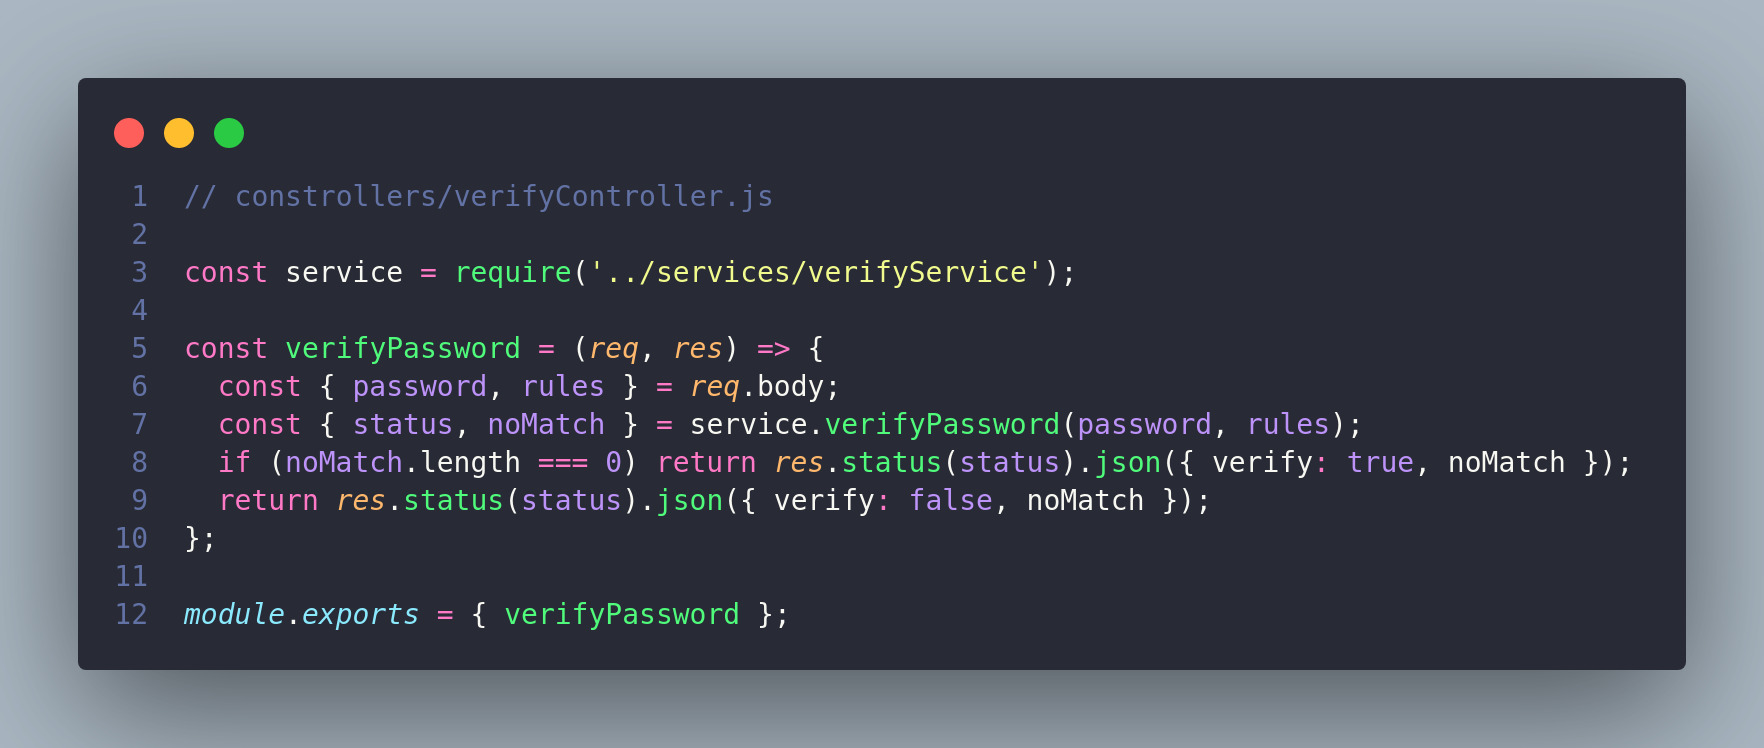 1 // constrollers/verifyController.js
2
3 const service = require('../services/verifyService');
4
5 const verifyPassword = (req, res) => {
6   const { password, rules } = req.body;
7   const { status, noMatch } = service.verifyPassword(password, rules);
8   if (noMatch.length === 0) return res.status(status).json({ verify: true, noMatch });
9   return res.status(status).json({ verify: false, noMatch });
10 };
11
12 module.exports = { verifyPassword };